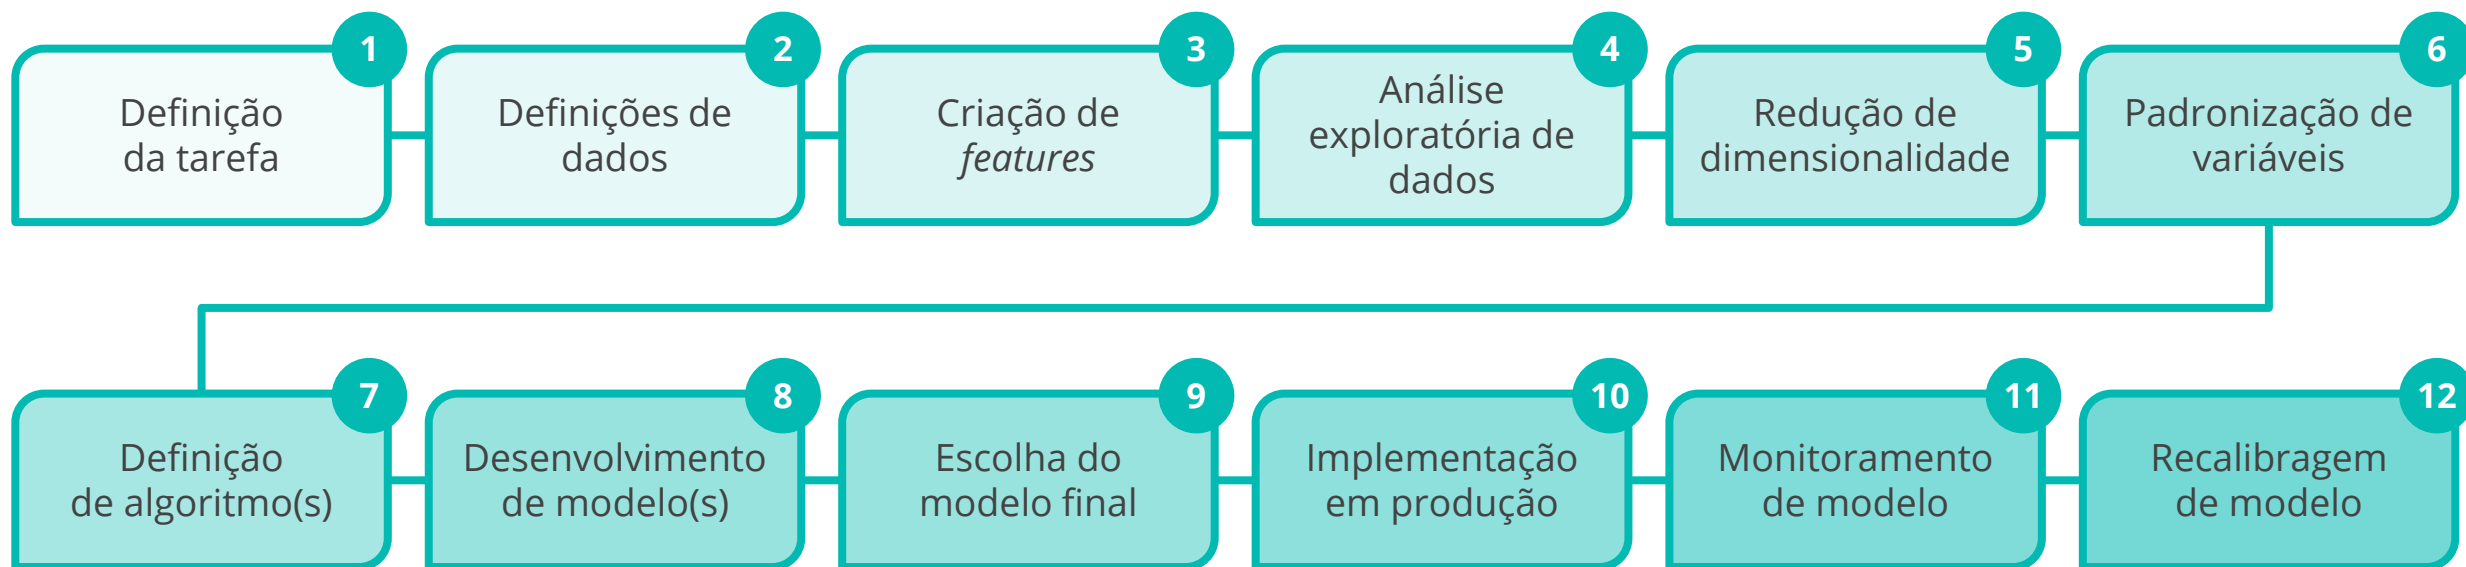 1
Definição
da tarefa
2
Definições de
dados
3
Criação de
features
4
Análise
exploratória de
dados
5
Redução de
dimensionalidade
6
Padronização de
variáveis
7
Definição
de algoritmo(s)
8
Desenvolvimento
de modelo(s)
9
Escolha do
modelo final
10
Implementação
em produção
11
Monitoramento
de modelo
12
Recalibragem
de modelo